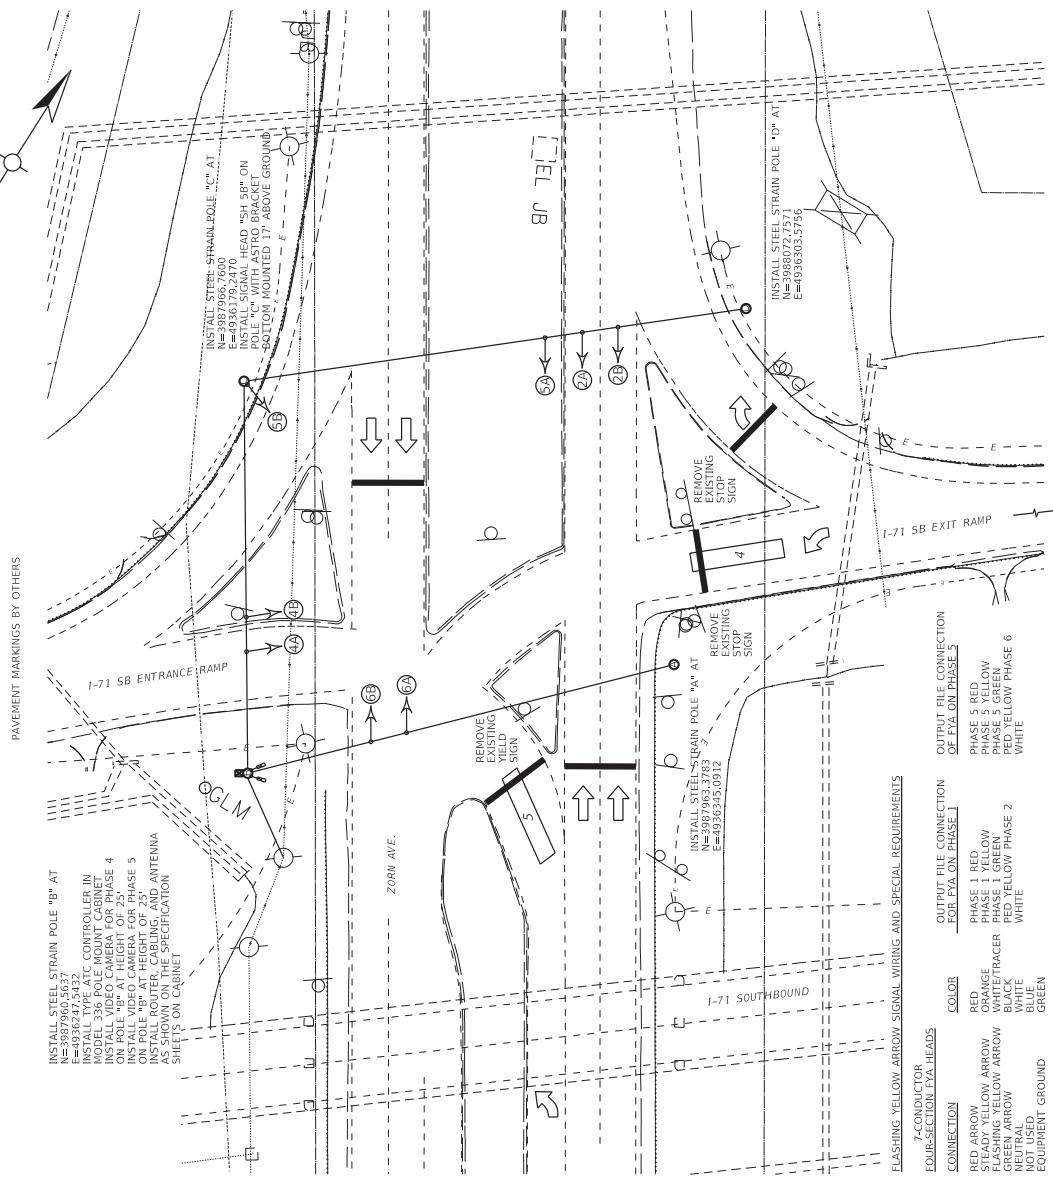 PAVEMENT MARKINGS BY OTHERS
INSTALL STEEL STRAIN POLE "B" AT
N=3987960.5637
E=4936247.5432
INSTALL TYPE ATC CONTROLLER IN
MODEL 336 POLE MOUNT CABINET
INSTALL VIDEO CAMERA FOR PHASE 4
ON POLE "B" AT HEIGHT OF 25'
INSTALL VIDEO CAMERA FOR PHASE 5
ON POLE "B" AT HEIGHT OF 25'
INSTALL ROUTER, CABLING, AND ANTENNA
AS SHOWN ON THE SPECIFICATION
SHEETS ON CABINET
I-71 SB ENTRANCE RAMP
GLM
INSTALL STEEL STRAIN POLE "C" AT
N=3987966.7600
E=4936179.2470
INSTALL SIGNAL HEAD "SH 5B" ON
POLE "C" WITH ASTRO BRACKET
BOTTOM MOUNTED 17' ABOVE GROUND
5B
4B
4A
6B
6A
ZORN AVE.
REMOVE
EXISTING
YIELD
SIGN
5
EL JB
5A
2A
2B
REMOVE
EXISTING
STOP
SIGN
4
REMOVE
EXISTING
STOP
SIGN
INSTALL STEEL STRAIN POLE "A" AT
N=3987963.3783
E=4936345.0912
INSTALL STEEL STRAIN POLE "D" AT
N=3988072.7571
E=4936303.5756
I-71 SB EXIT RAMP
I-71 SOUTHBOUND
E
E
E
E
E
E
E
E
E
E
FLASHING YELLOW ARROW SIGNAL WIRING AND SPECIAL REQUIREMENTS
7-CONDUCTOR
FOUR-SECTION FYA HEADS
CONNECTION
RED ARROW
STEADY YELLOW ARROW
FLASHING YELLOW ARROW
GREEN ARROW
NEUTRAL
NOT USED
EQUIPMENT GROUND
COLOR
RED
ORANGE
WHITE/TRACER
BLACK
WHITE
BLUE
GREEN
OUTPUT FILE CONNECTION
FOR FYA ON PHASE 1
PHASE 1 RED
PHASE 1 YELLOW
PHASE 1 GREEN
PED YELLOW PHASE 2
WHITE
OUTPUT FILE CONNECTION
OF FYA ON PHASE 5
PHASE 5 RED
PHASE 5 YELLOW
PHASE 5 GREEN
PED YELLOW PHASE 6
WHITE